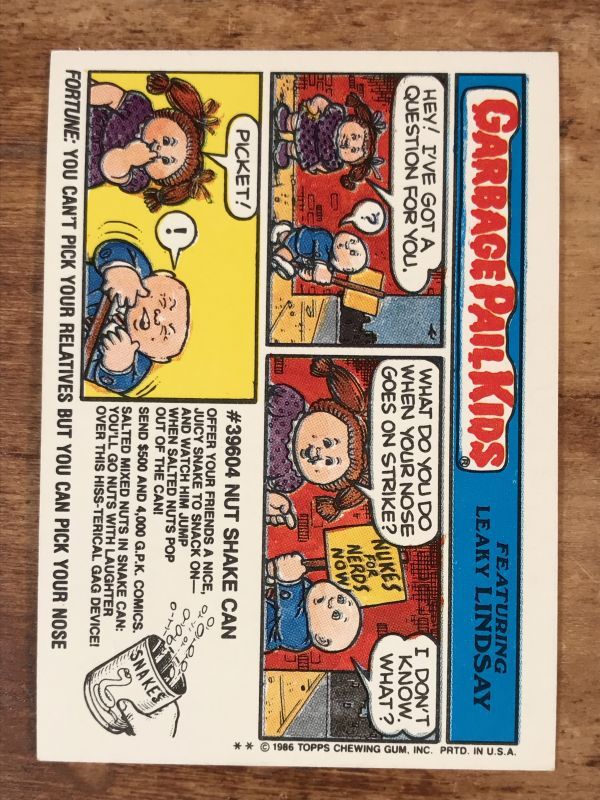 GARBAGE PAIL KIDS®
FEATURING
LEAKY LINDSAY
HEY! I'VE GOT A
QUESTION FOR YOU.
?
WHAT DO YOU DO
WHEN YOUR NOSE
GOES ON STRIKE?
NUKES
FOR
NERDS
NOW
I DON'T
KNOW.
WHAT?
PICKET!
!
#39604 NUT SHAKE CAN
OFFER YOUR FRIENDS A NICE,
JUICY SNAKE TO SNACK ON—
AND WATCH HIM JUMP
WHEN SALTED NUTS POP
OUT OF THE CAN!
SEND $500 AND 4,000 G.P.K. COMICS.
SALTED MIXED NUTS IN SNAKE CAN:
YOU'LL GO NUTS WITH LAUGHTER
OVER THIS HISS-TERICAL GAG DEVICE!
SNAKES
** © 1986 TOPPS CHEWING GUM, INC. PRTD. IN U.S.A.
FORTUNE: YOU CAN'T PICK YOUR RELATIVES BUT YOU CAN PICK YOUR NOSE